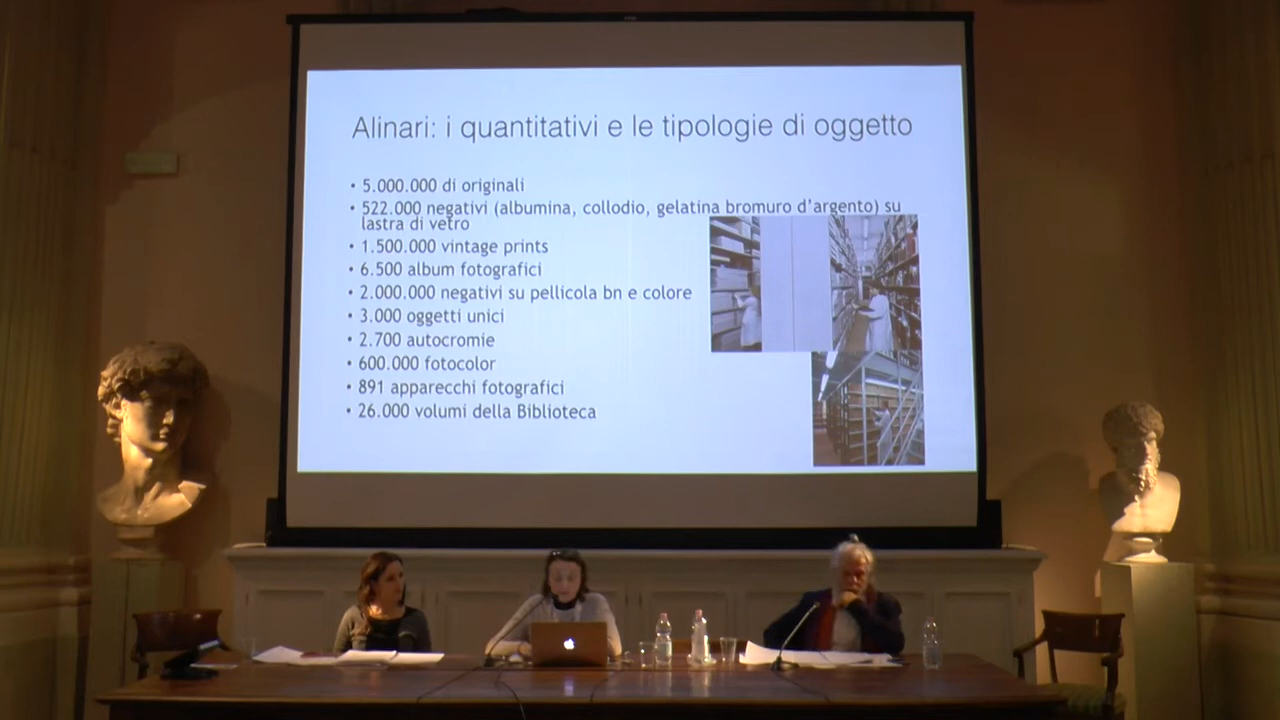 Alinari: i quantitativi e le tipologie di oggetto
• 5.000.000 di originali
• 522.000 negativi (albumina, collodio, gelatina bromuro d'argento) su
lastra di vetro
• 1.500.000 vintage prints
• 6.500 album fotografici
• 2.000.000 negativi su pellicola bn e colore
• 3.000 oggetti unici
• 2.700 autocromie
• 600.000 fotocolor
• 891 apparecchi fotografici
• 26.000 volumi della Biblioteca